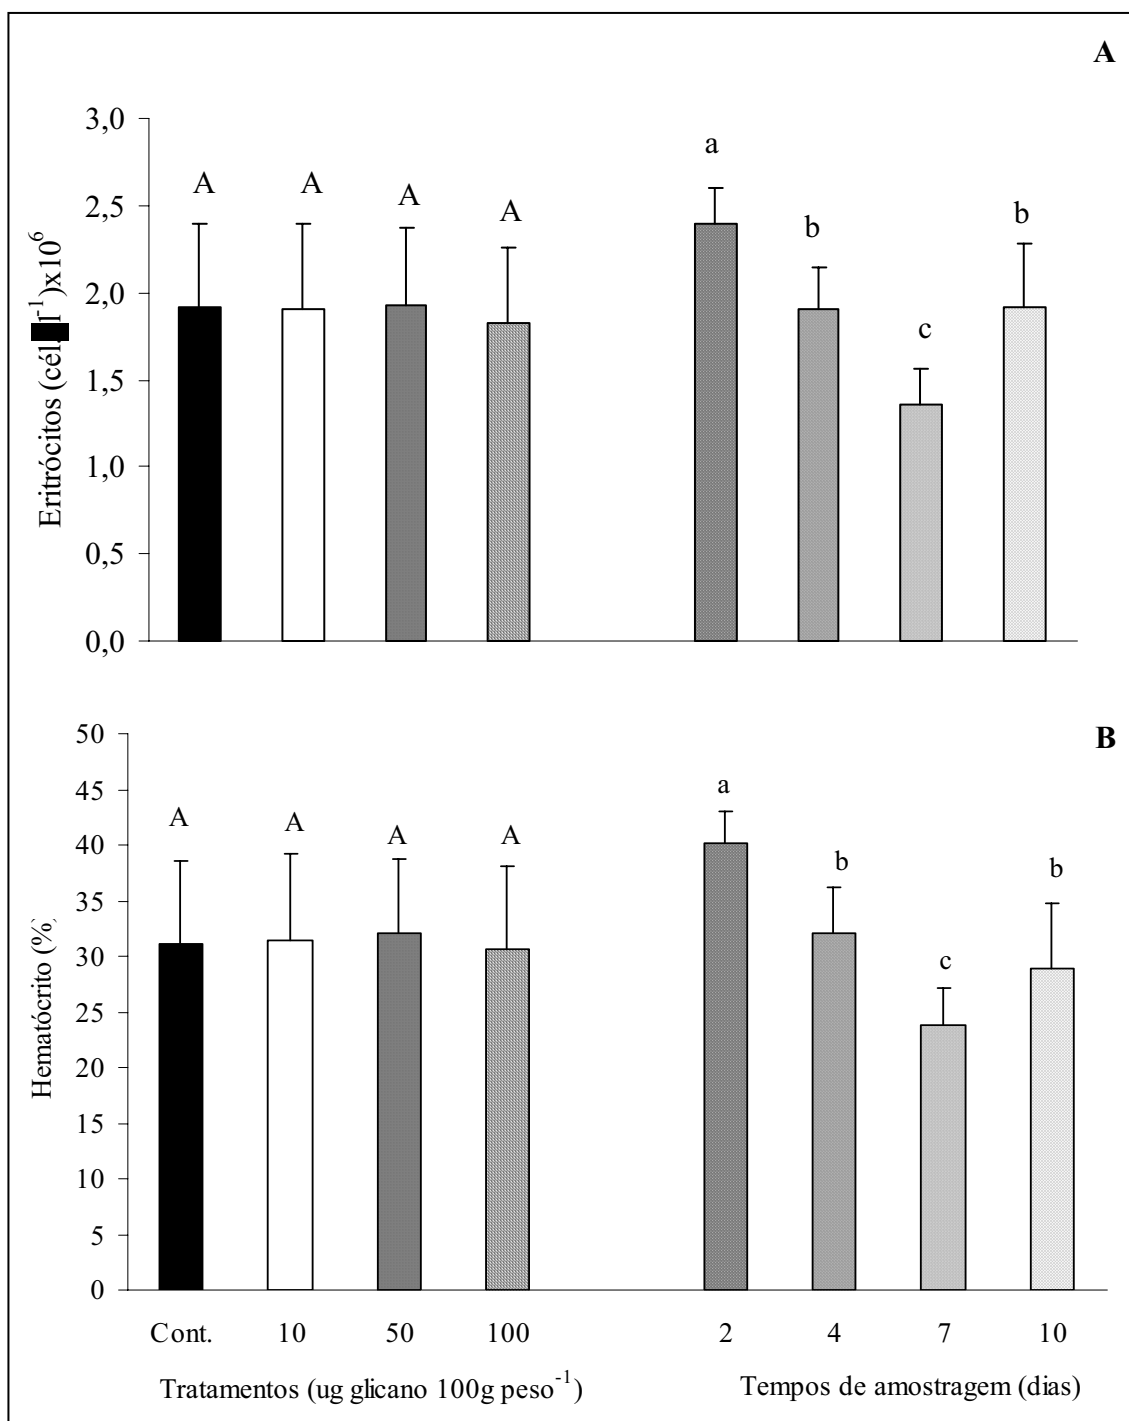 A
3,0
2,5
2,0
1,5
1,0
0,5
0,0
Eritrócitos (cél. l⁻¹)x10⁶
A A A A a b c b
B
50
45
40
35
30
25
20
15
10
5
0
Hematócrito (%)
A A A A a b c b
Cont. 10 50 100 2 4 7 10
Tratamentos (ug glicano 100g peso⁻¹) Tempos de amostragem (dias)